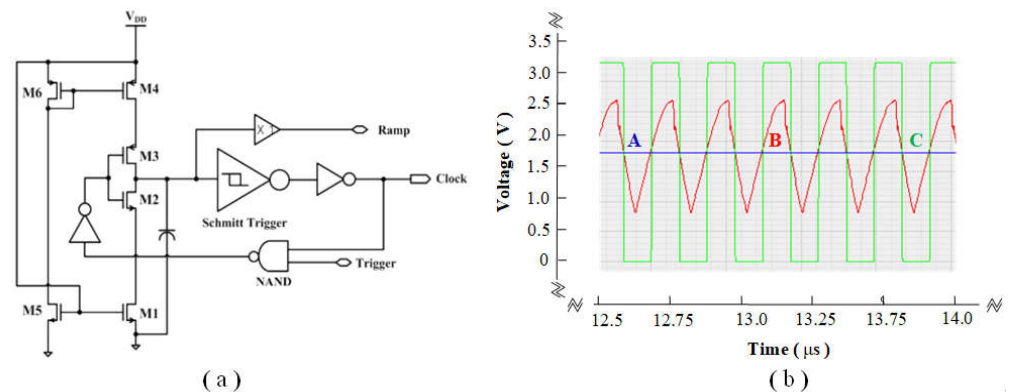 V_DD
M6
M4
X 1
Ramp
M3
M2
Clock
Schmitt Trigger
Trigger
NAND
M5
M1
( a )
Voltage ( V )
3.5
3.0
2.5
2.0
1.5
1.0
0.5
0
A
B
C
12.5 12.75 13.0 13.25 13.75 14.0
Time ( μs )
( b )